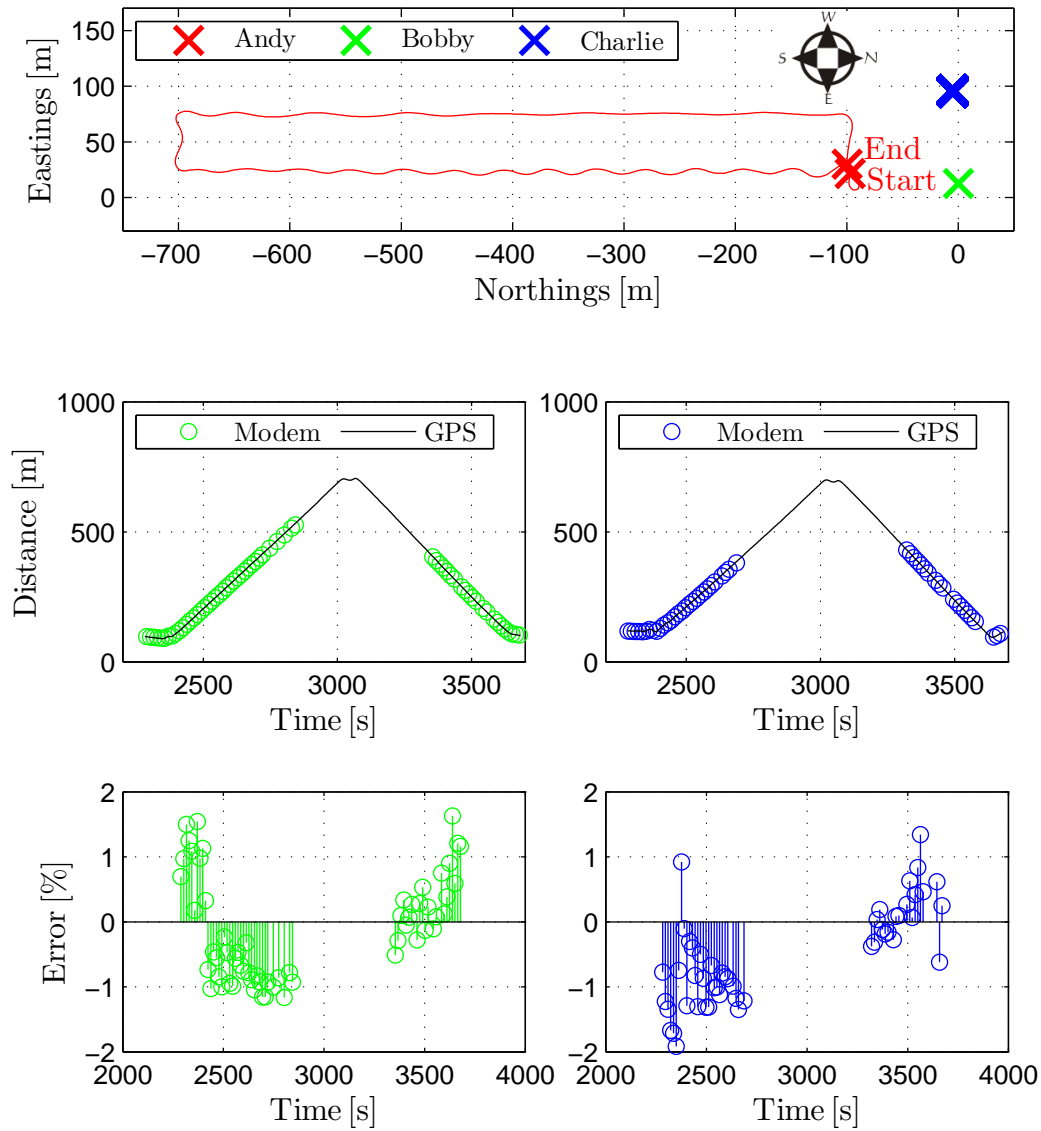 150
100
50
0
Eastings [m]
Andy
Bobby
Charlie
W
S
N
E
End
Start
−700
−600
−500
−400
−300
−200
−100
0
Northings [m]
1000
500
0
Distance [m]
Modem
GPS
2500
3000
3500
Time [s]
1000
500
0
Modem
GPS
2500
3000
3500
Time [s]
2
1
0
−1
−2
Error [%]
2000
2500
3000
3500
4000
Time [s]
2
1
0
−1
−2
2000
2500
3000
3500
4000
Time [s]